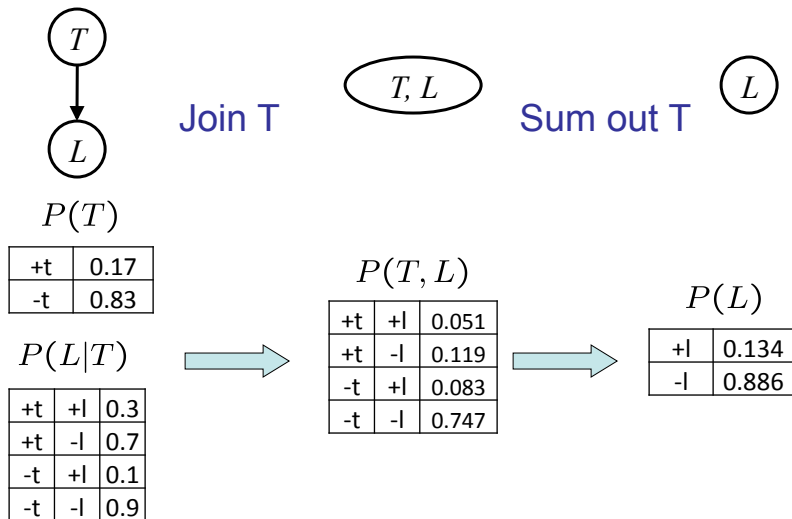 T
L
Join T
T, L
Sum out T
L
P(T)
+t 0.17
-t 0.83
P(L|T)
+t +l 0.3
+t -l 0.7
-t +l 0.1
-t -l 0.9
P(T, L)
+t +l 0.051
+t -l 0.119
-t +l 0.083
-t -l 0.747
P(L)
+l 0.134
-l 0.886